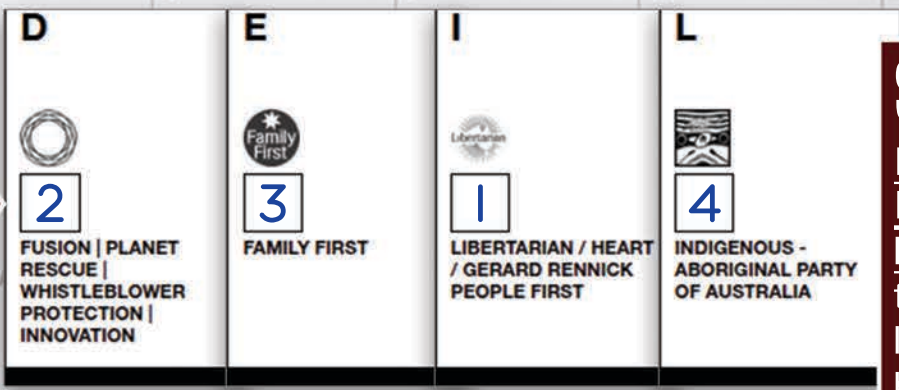 D
Family
First
2
FUSION | PLANET
RESCUE |
WHISTLEBLOWER
PROTECTION |
INNOVATION
E
3
FAMILY FIRST
I
Libertarian
1
LIBERTARIAN / HEART
/ GERARD RENNICK
PEOPLE FIRST
L
4
INDIGENOUS -
ABORIGINAL PARTY
OF AUSTRALIA